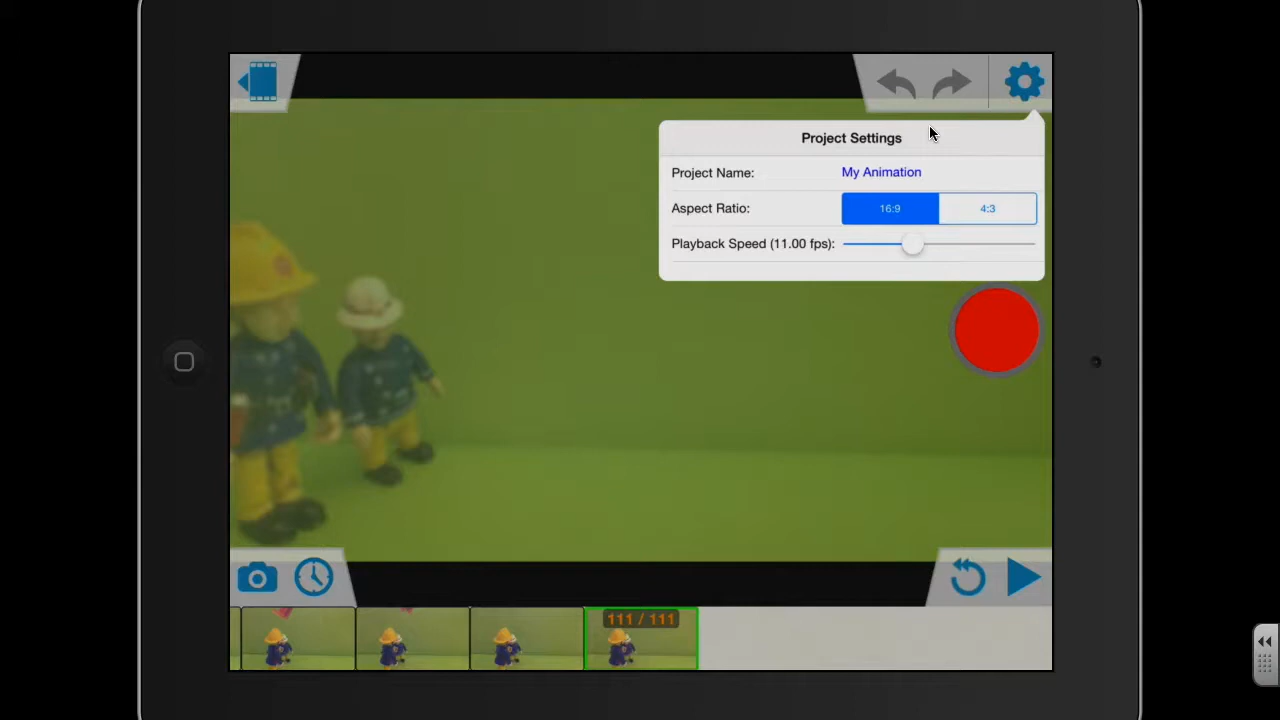 Project Settings
Project Name: My Animation
Aspect Ratio: 16:9 4:3
Playback Speed (11.00 fps):
111 / 111